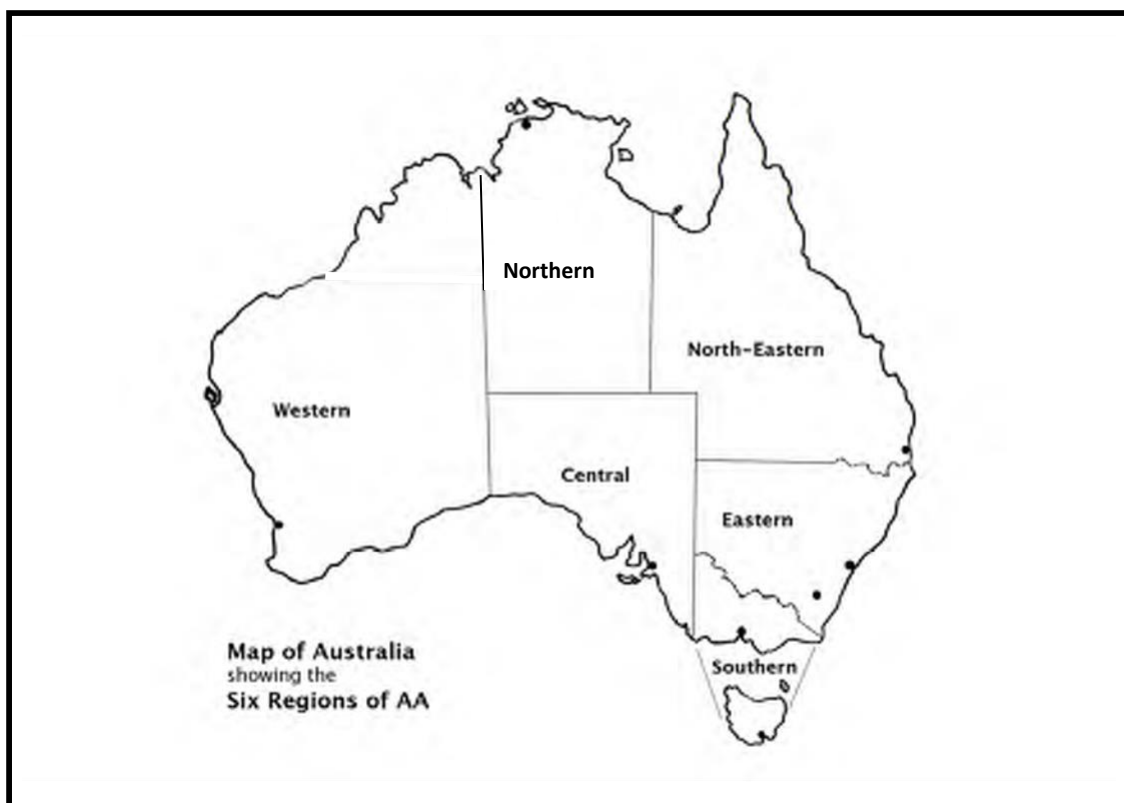 Northern
North-Eastern
Western
Central
Eastern
Southern
Map of Australia
showing the
Six Regions of AA